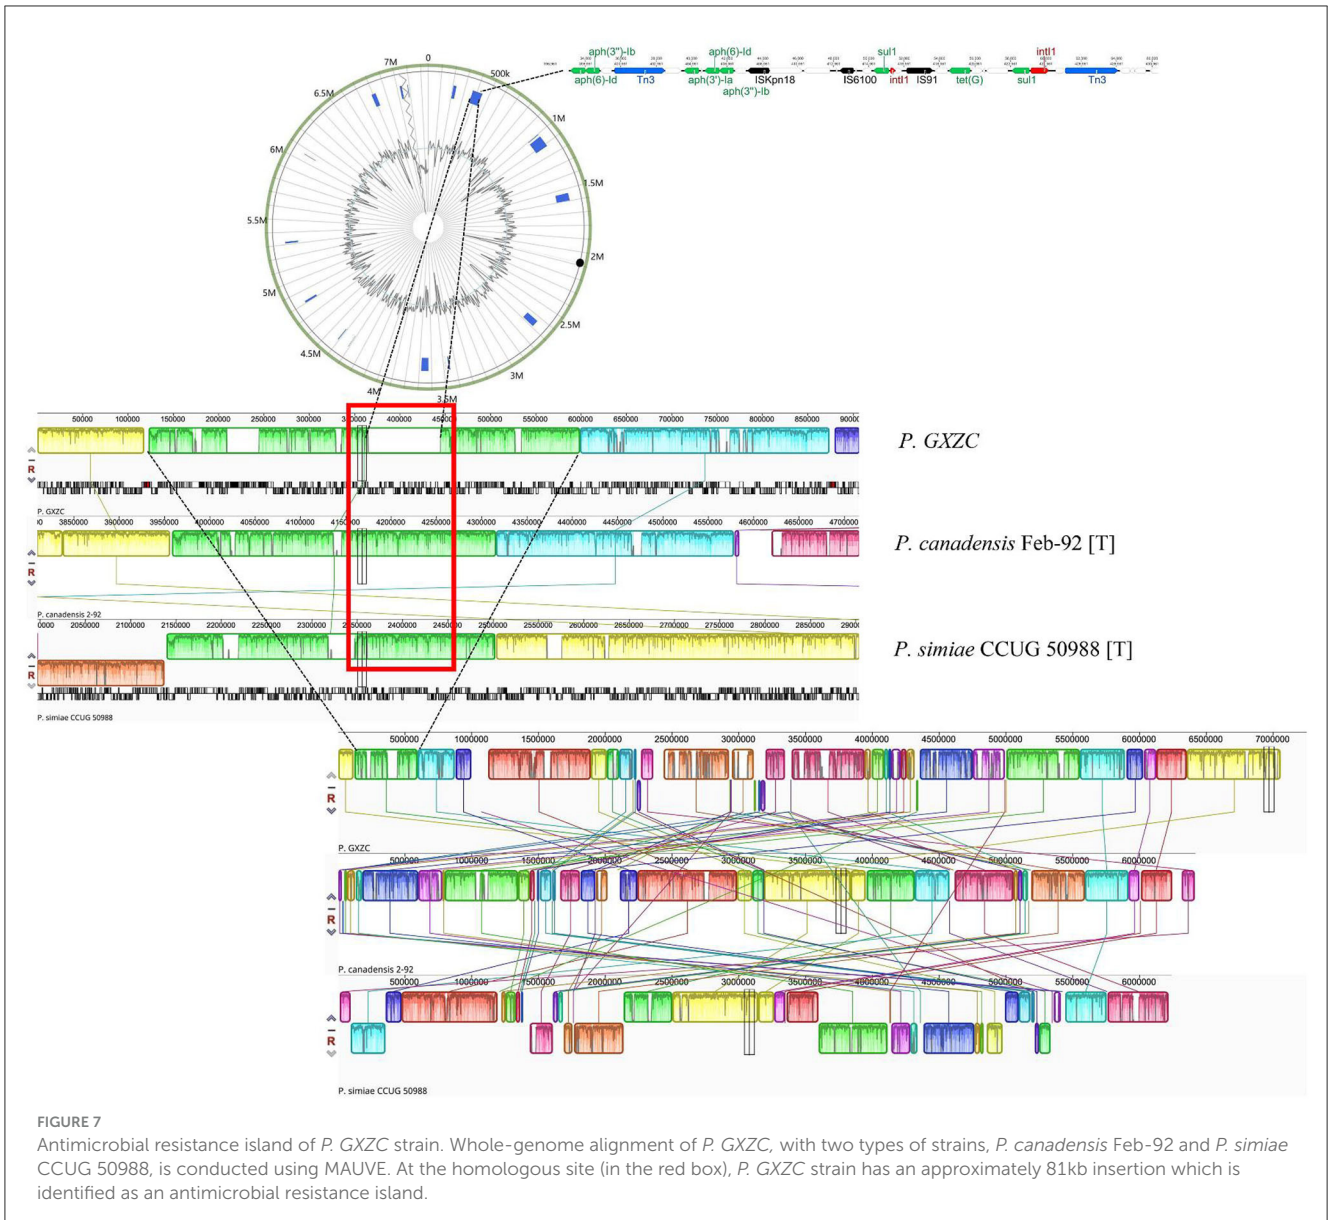 aph(3'')-Ib
aph(6)-Id
sul1
intI1
aph(6)-Id
Tn3
aph(3')-Ia
ISKpn18
IS6100
intI1
IS91
tet(G)
sul1
Tn3
aph(3'')-Ib
0
500k
1M
1.5M
2M
2.5M
3M
3.5M
4M
4.5M
5M
5.5M
6M
6.5M
7M
50000 100000 150000 200000 250000 300000 350000 400000 450000 500000 550000 600000 650000 700000 750000 800000 850000 9000
P. GXZC
R
P. GXZC
00 3850000 3900000 3950000 4000000 4050000 4100000 4150000 4200000 4250000 4300000 4350000 4400000 4450000 4500000 4550000 4600000 4650000 4700
P. canadensis Feb-92 [T]
R
P. canadensis 2-92
0000 2050000 2100000 2150000 2200000 2250000 2300000 2350000 2400000 2450000 2500000 2550000 2600000 2650000 2700000 2750000 2800000 2850000 2900
P. simiae CCUG 50988 [T]
R
P. simiae CCUG 50988
500000 1000000 1500000 2000000 2500000 3000000 3500000 4000000 4500000 5000000 5500000 6000000 6500000 7000000
R
P. GXZC
500000 1000000 1500000 2000000 2500000 3000000 3500000 4000000 4500000 5000000 5500000 6000000
R
P. canadensis 2-92
500000 1000000 1500000 2000000 2500000 3000000 3500000 4000000 4500000 5000000 5500000 6000000
R
P. simiae CCUG 50988
FIGURE 7
Antimicrobial resistance island of P. GXZC strain. Whole-genome alignment of P. GXZC, with two types of strains, P. canadensis Feb-92 and P. simiae
CCUG 50988, is conducted using MAUVE. At the homologous site (in the red box), P. GXZC strain has an approximately 81kb insertion which is
identified as an antimicrobial resistance island.